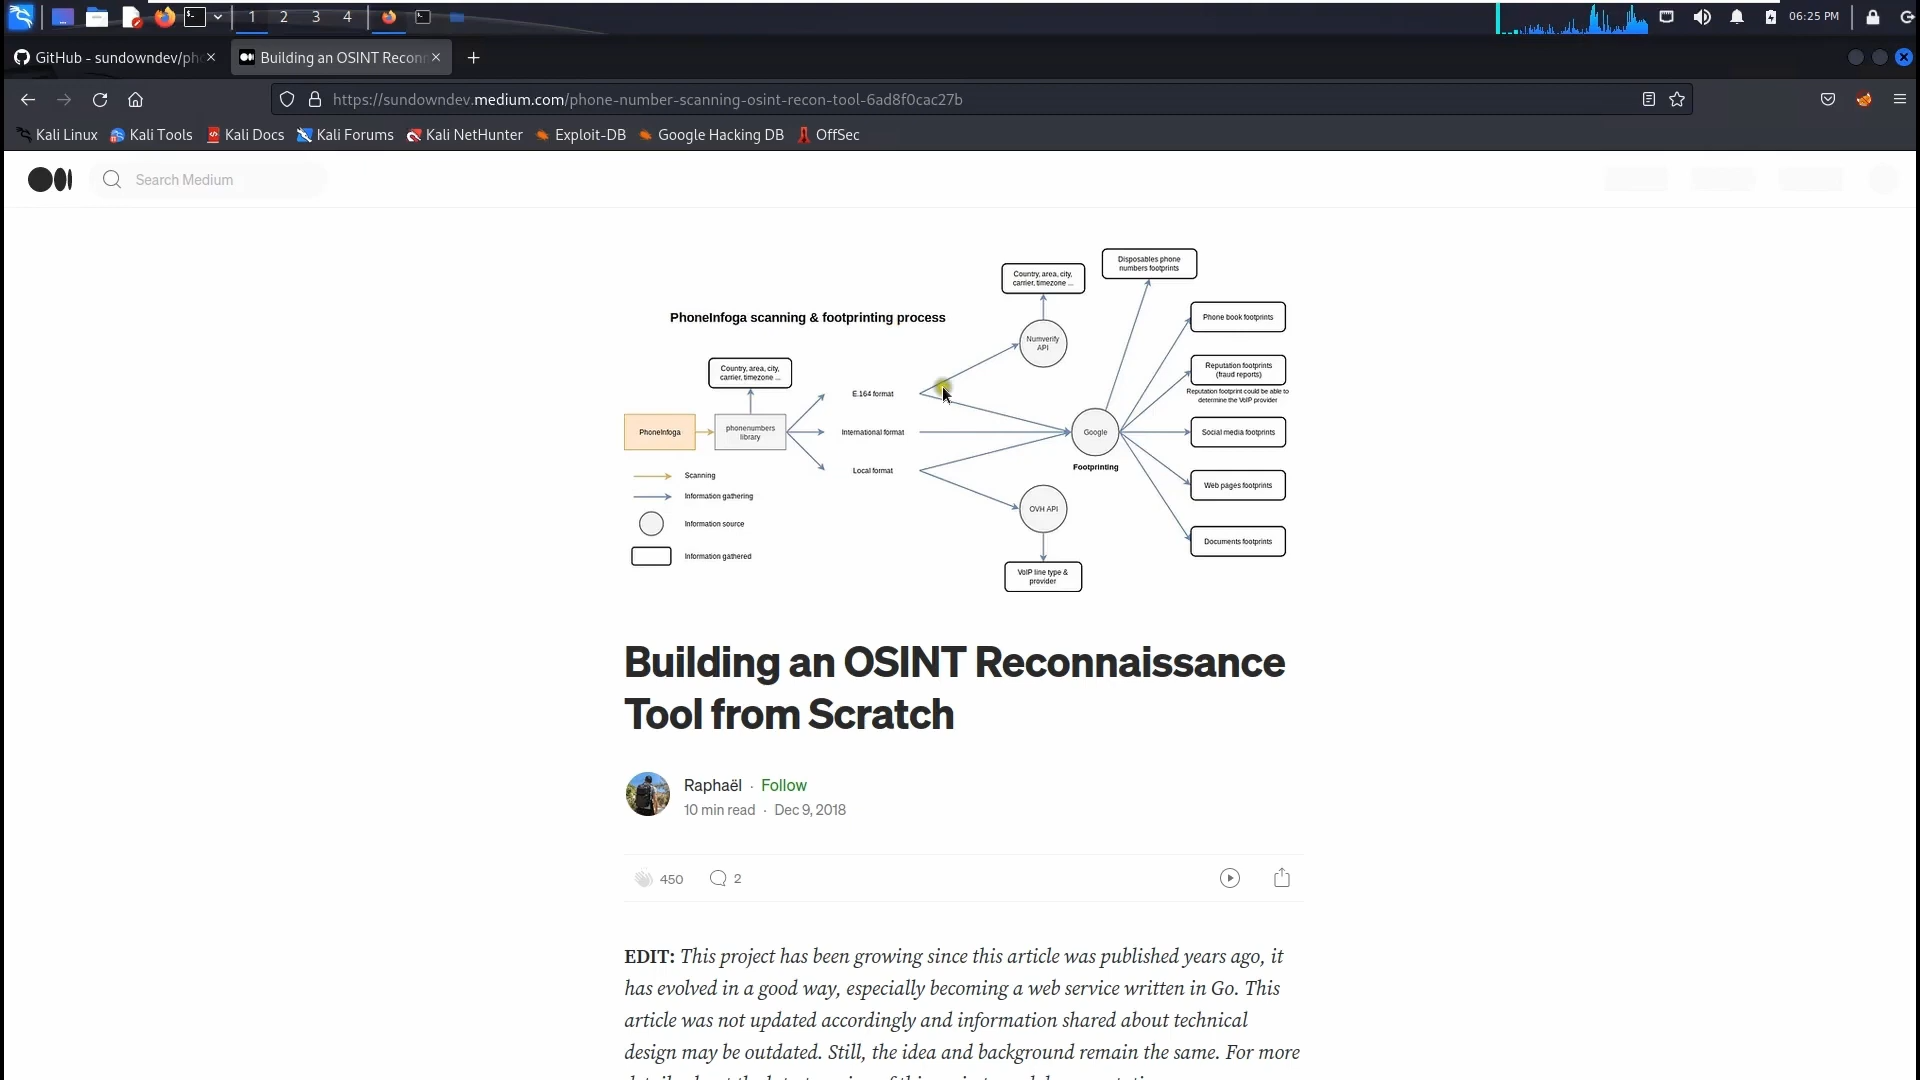 1 2 3 4
06:25 PM
GitHub - sundowndev/pho
Building an OSINT Reconn
https://sundowndev.medium.com/phone-number-scanning-osint-recon-tool-6ad8f0cac27b
Kali Linux Kali Tools Kali Docs Kali Forums Kali NetHunter Exploit-DB Google Hacking DB OffSec
Search Medium
PhoneInfoga scanning & footprinting process
Country, area, city,
carrier, timezone ...
Disposables phone
numbers footprints
Numverify
API
Phone book footprints
Reputation footprints
(fraud reports)
Reputation footprint could be able to
determine the VoIP provider
Country, area, city,
carrier, timezone ...
E.164 format
PhoneInfoga
phonenumbers
library
International format
Google
Social media footprints
Local format
Footprinting
Scanning
Web pages footprints
Information gathering
OVH API
Information source
Documents footprints
Information gathered
VoIP line type &
provider
Building an OSINT Reconnaissance
Tool from Scratch
Raphaël · Follow
10 min read · Dec 9, 2018
450 2
EDIT: This project has been growing since this article was published years ago, it
has evolved in a good way, especially becoming a web service written in Go. This
article was not updated accordingly and information shared about technical
design may be outdated. Still, the idea and background remain the same. For more